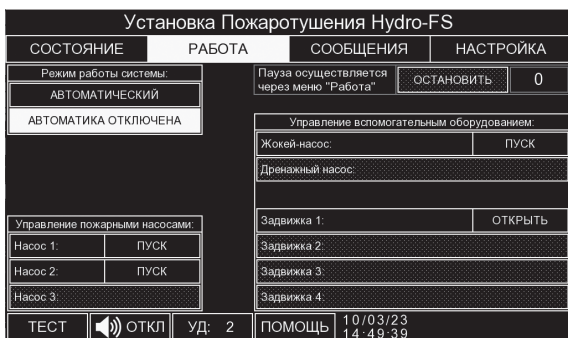 Установка Пожаротушения Hydro-FS
СОСТОЯНИЕ РАБОТА СООБЩЕНИЯ НАСТРОЙКА
Режим работы системы:
АВТОМАТИЧЕСКИЙ
АВТОМАТИКА ОТКЛЮЧЕНА
Пауза осуществляется
через меню "Работа"
ОСТАНОВИТЬ 0
Управление вспомогательным оборудованием:
Жокей-насос: ПУСК
Дренажный насос:
Управление пожарными насосами:
Насос 1: ПУСК
Насос 2: ПУСК
Насос 3:
Задвижка 1: ОТКРЫТЬ
Задвижка 2:
Задвижка 3:
Задвижка 4:
ТЕСТ ОТКЛ УД: 2 ПОМОЩЬ 10/03/23
14:49:39